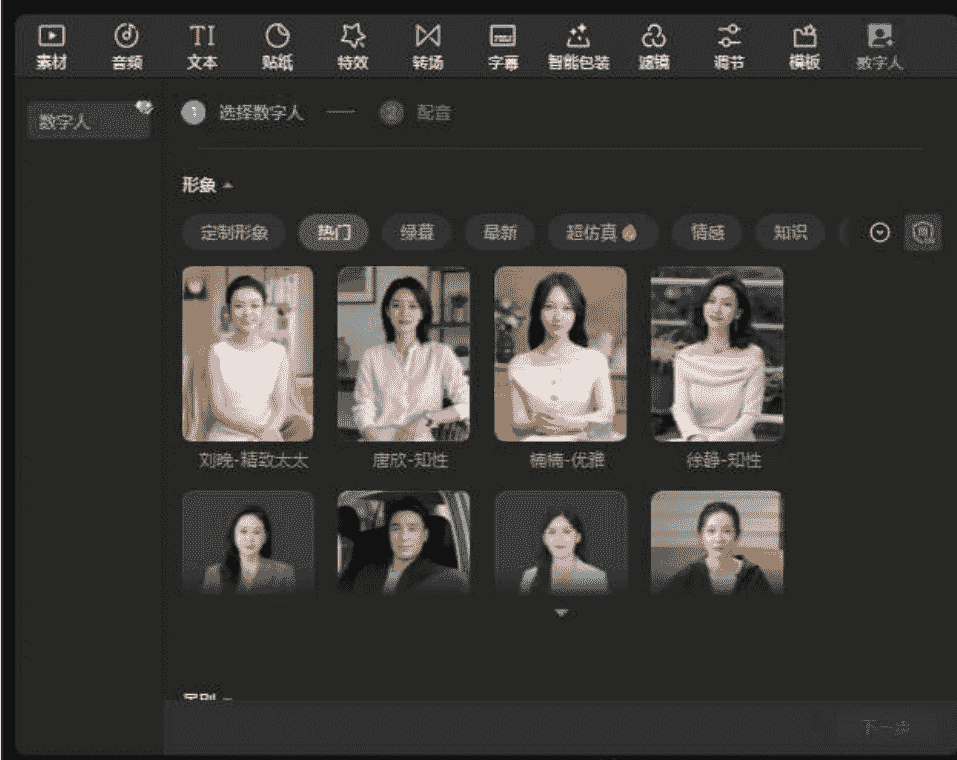 素材 音频 文本 贴纸 特效 转场 字幕 智能包装 滤镜 调节 模板 数字人
数字人
1 选择数字人 2 配音
形象
定制形象 热门 绿幕 最新 超仿真 情感 知识
刘晚-精致太太 唐欣-知性 楠楠-优雅 徐静-知性
下一步